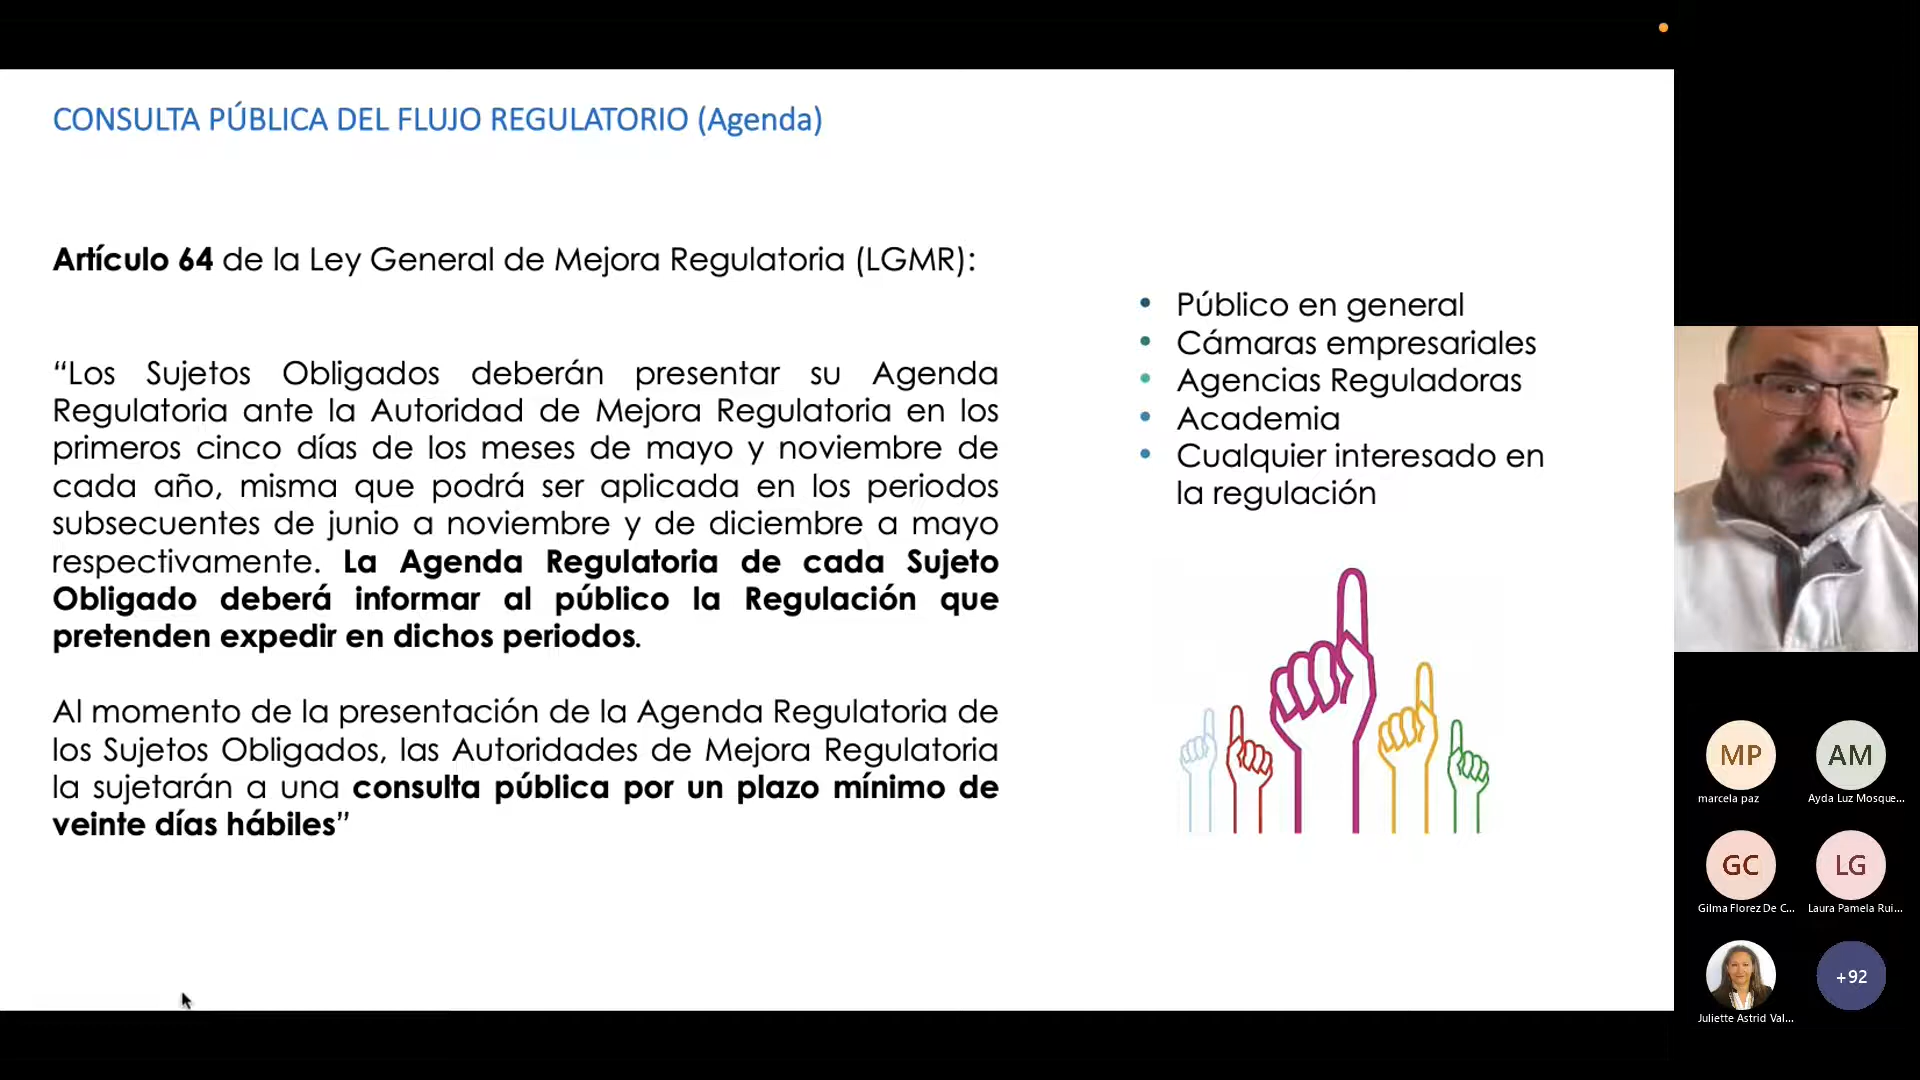 CONSULTA PÚBLICA DEL FLUJO REGULATORIO (Agenda)
Artículo 64 de la Ley General de Mejora Regulatoria (LGMR):
“Los Sujetos Obligados deberán presentar su Agenda
Regulatoria ante la Autoridad de Mejora Regulatoria en los
primeros cinco días de los meses de mayo y noviembre de
cada año, misma que podrá ser aplicada en los periodos
subsecuentes de junio a noviembre y de diciembre a mayo
respectivamente. La Agenda Regulatoria de cada Sujeto
Obligado deberá informar al público la Regulación que
pretenden expedir en dichos periodos.
Al momento de la presentación de la Agenda Regulatoria de
los Sujetos Obligados, las Autoridades de Mejora Regulatoria
la sujetarán a una consulta pública por un plazo mínimo de
veinte días hábiles”
• Público en general
• Cámaras empresariales
• Agencias Reguladoras
• Academia
• Cualquier interesado en
la regulación
MP
marcela paz
AM
Ayda Luz Mosque...
GC
Gilma Florez De C...
LG
Laura Pamela Rui...
Juliette Astrid Val...
+92